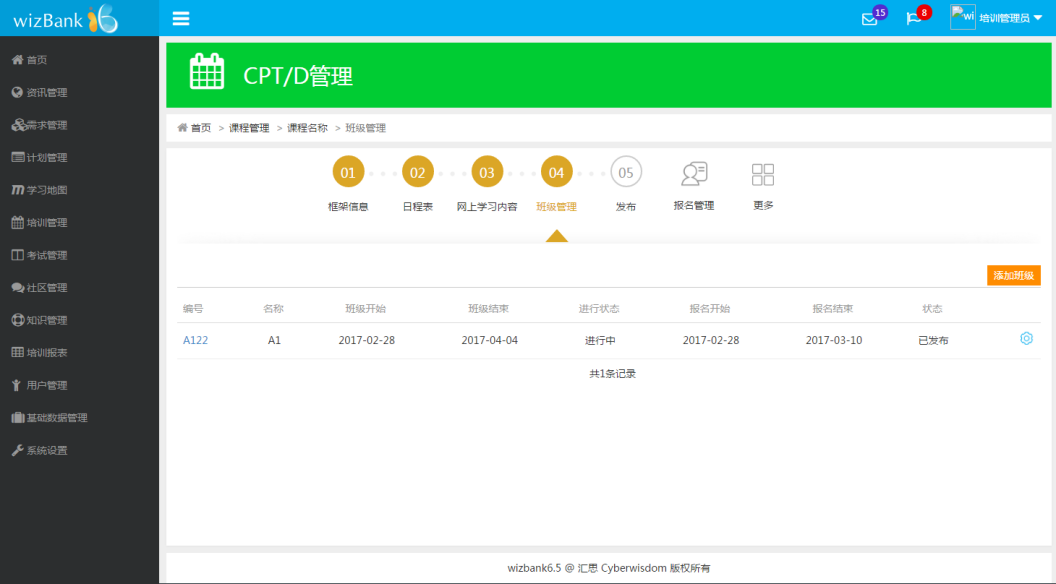 wizBank
15
8
wi
培训管理员
首页
资讯管理
需求管理
计划管理
学习地图
培训管理
考试管理
社区管理
知识管理
培训报表
用户管理
基础数据管理
系统设置
CPT/D管理
首页 > 课程管理 > 课程名称 > 班级管理
01 02 03 04 05
框架信息 日程表 网上学习内容 班级管理 发布 报名管理 更多
添加班级
编号 名称 班级开始 班级结束 进行状态 报名开始 报名结束 状态
A122 A1 2017-02-28 2017-04-04 进行中 2017-02-28 2017-03-10 已发布
共1条记录
wizbank6.5 @ 汇思 Cyberwisdom 版权所有